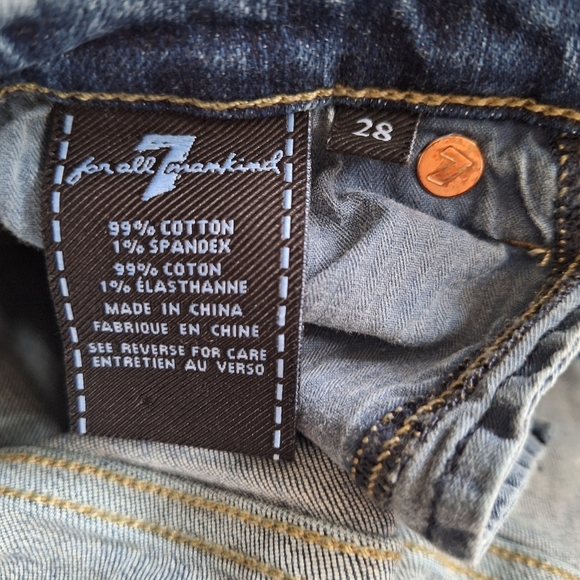 7
for all mankind
99% COTTON
1% SPANDEX
99% COTON
1% ÉLASTHANNE
MADE IN CHINA
FABRIQUE EN CHINE
SEE REVERSE FOR CARE
ENTRETIEN AU VERSO
28
7